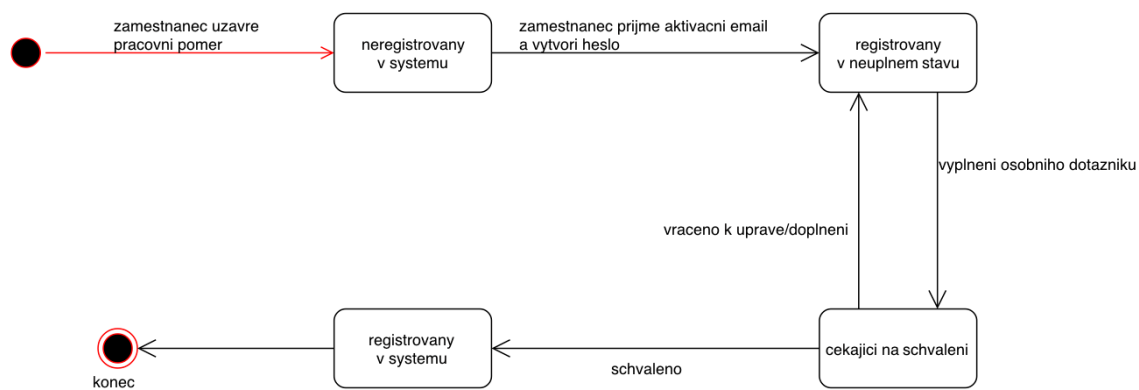 zamestnanec uzavre
pracovni pomer
neregistrovany
v systemu
zamestnanec prijme aktivacni email
a vytvori heslo
registrovany
v neuplnem stavu
vyplneni osobniho dotazniku
vraceno k uprave/doplneni
cekajici na schvaleni
schvaleno
registrovany
v systemu
konec